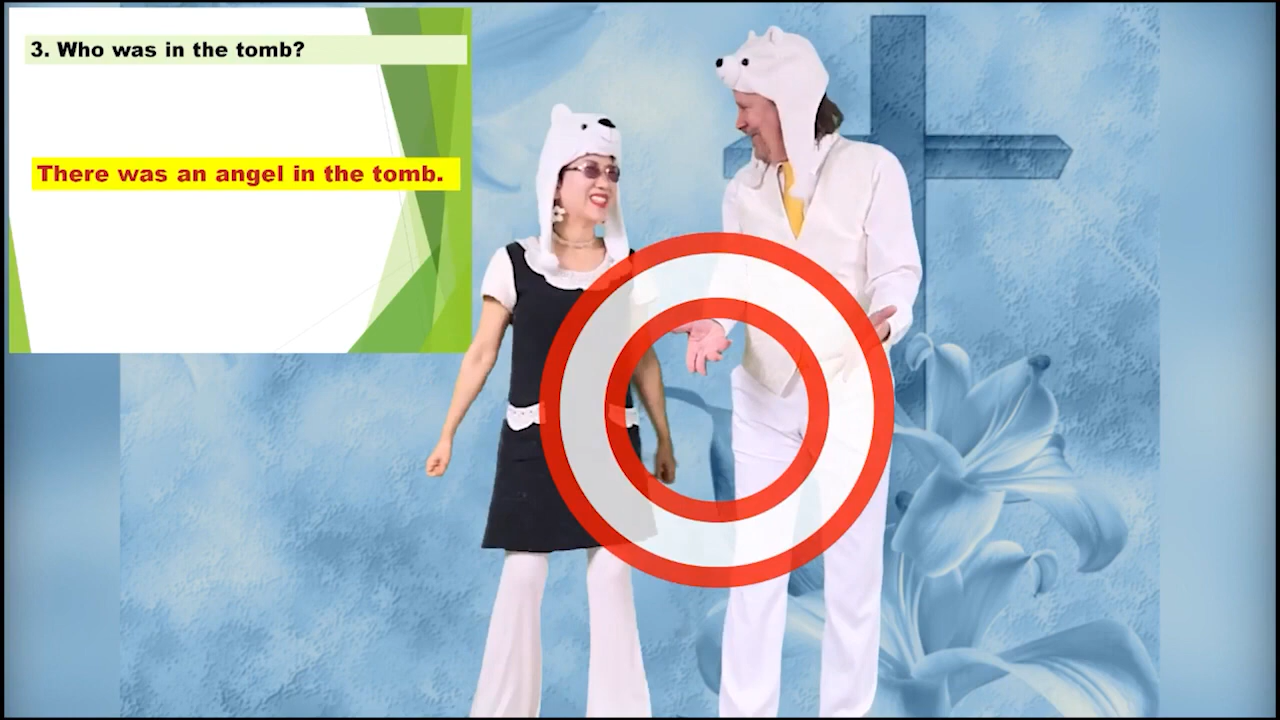 3. Who was in the tomb?
There was an angel in the tomb.